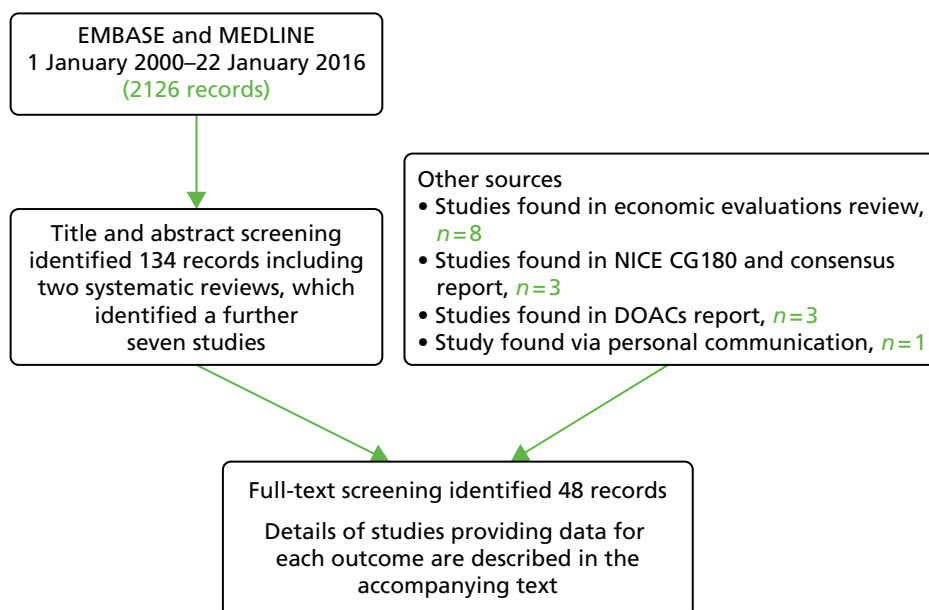 EMBASE and MEDLINE
1 January 2000–22 January 2016
(2126 records)
Title and abstract screening
identified 134 records including
two systematic reviews, which
identified a further
seven studies
Other sources
• Studies found in economic evaluations review,
n=8
• Studies found in NICE CG180 and consensus
report, n=3
• Studies found in DOACs report, n=3
• Study found via personal communication, n=1
Full-text screening identified 48 records
Details of studies providing data for
each outcome are described in the
accompanying text